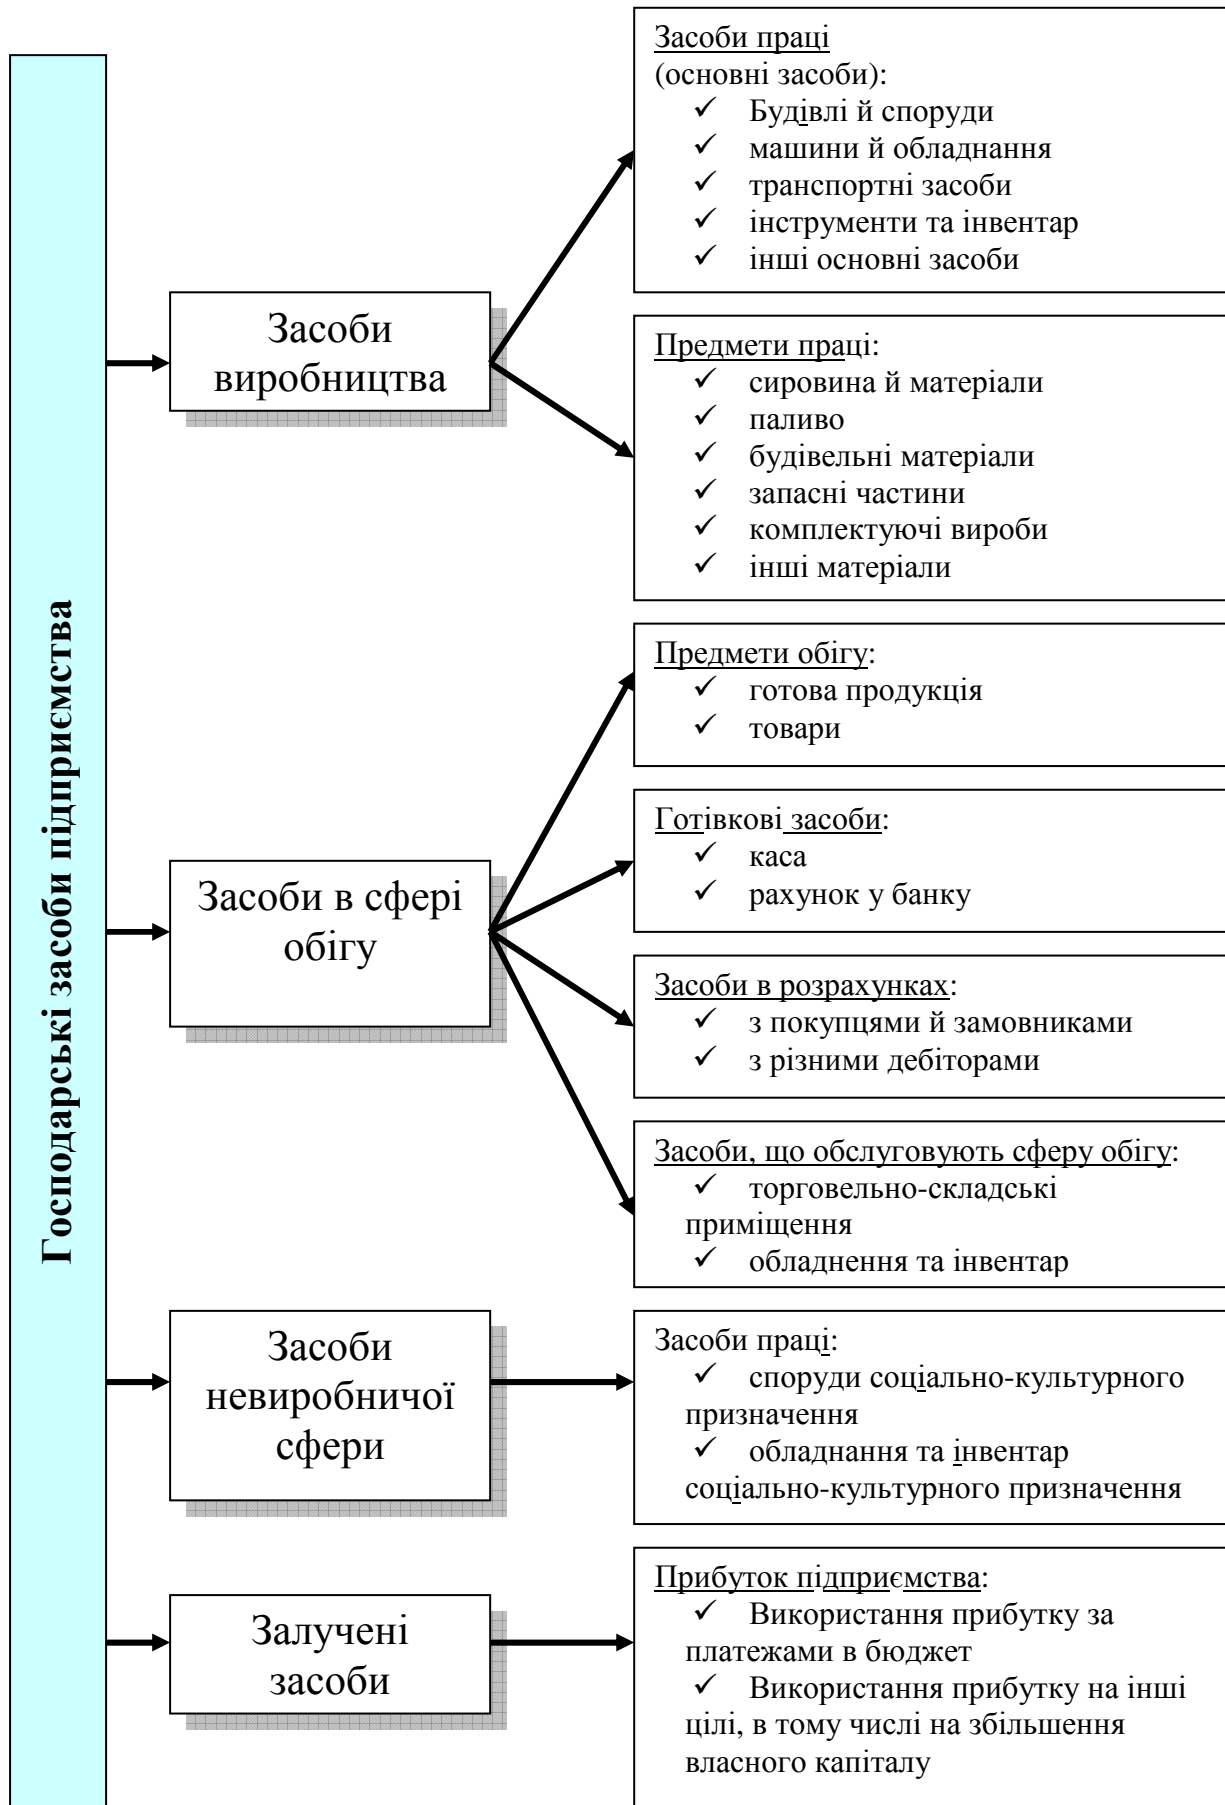 Господарські засоби підприємства
Засоби
виробництва
Засоби праці
(основні засоби):
✓ Будівлі й споруди
✓ машини й обладнання
✓ транспортні засоби
✓ інструменти та інвентар
✓ інші основні засоби
Предмети праці:
✓ сировина й матеріали
✓ паливо
✓ будівельні матеріали
✓ запасні частини
✓ комплектуючі вироби
✓ інші матеріали
Засоби в сфері
обігу
Предмети обігу:
✓ готова продукція
✓ товари
Готівкові засоби:
✓ каса
✓ рахунок у банку
Засоби в розрахунках:
✓ з покупцями й замовниками
✓ з різними дебіторами
Засоби, що обслуговують сферу обігу:
✓ торговельно-складські
приміщення
✓ обладнення та інвентар
Засоби
невиробничої
сфери
Засоби праці:
✓ споруди соціально-культурного
призначення
✓ обладнання та інвентар
соціально-культурного призначення
Залучені
засоби
Прибуток підприємства:
✓ Використання прибутку за
платежами в бюджет
✓ Використання прибутку на інші
цілі, в тому числі на збільшення
власного капіталу